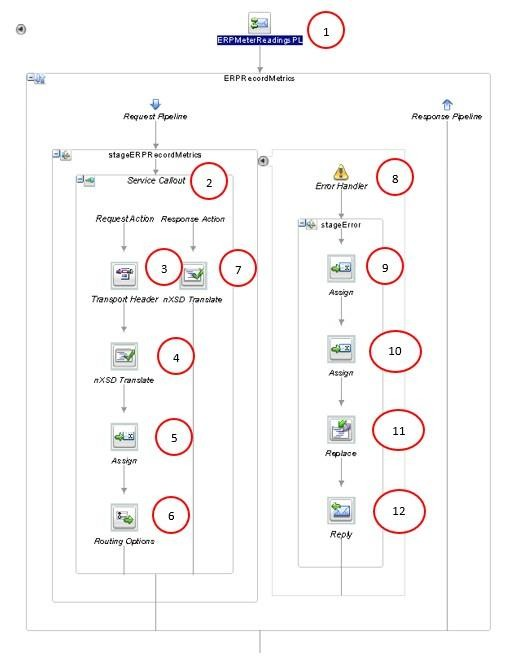 ERPMeterReadingsPL
1
ERPRecordMetrics
Request Pipeline
Response Pipeline
stageERPRecordMetrics
Service Callout
2
Error Handler
8
Request Action
Response Action
stageError
Transport Header
3
nXSD Translate
7
Assign
9
nXSD Translate
4
Assign
10
Assign
5
Replace
11
Routing Options
6
Reply
12